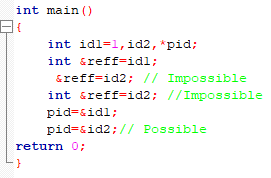 int main()
{
int id1=1,id2,*pid;
int &reff=id1;
&reff=id2; // Impossible
int &reff=id2; //Impossible
pid=&id1;
pid=&id2;// Possible
return 0;
}